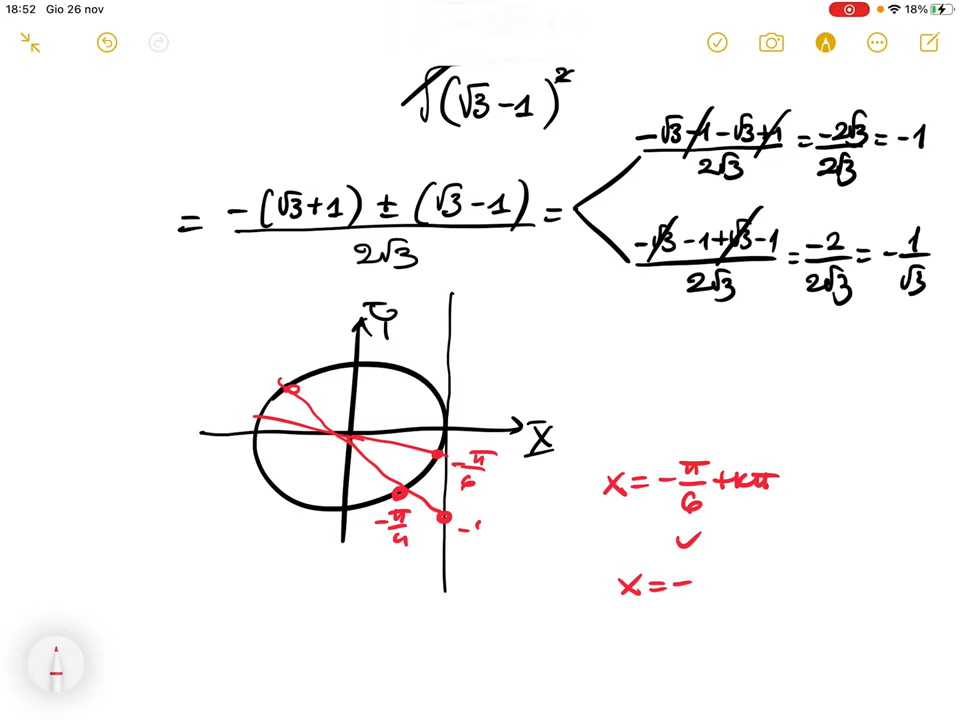 18:52 Gio 26 nov 18%
√(√3 - 1)²
= (-(√3+1) ± (√3-1))/(2√3) =
(-√3-1-√3+1)/(2√3) = (-2√3)/(2√3) = -1
(-√3-1+√3-1)/(2√3) = (-2)/(2√3) = -1/√3
Y
X
-π/6
-π/4
x = -π/6 + kπ
✓
x = -